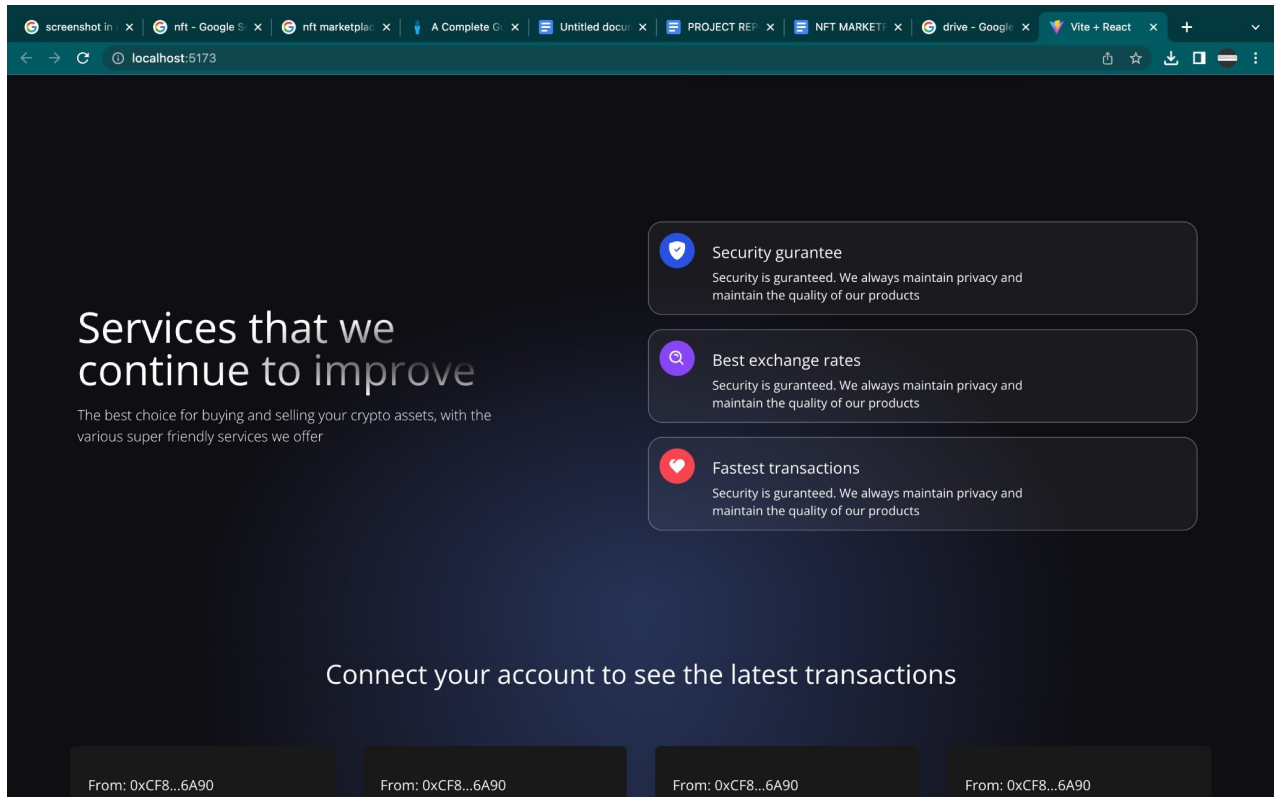 screenshot in
nft - Google S
nft marketplac
A Complete G
Untitled docum
PROJECT REP
NFT MARKETP
drive - Google
Vite + React
localhost:5173
Services that we
continue to improve
The best choice for buying and selling your crypto assets, with the
various super friendly services we offer
Security gurantee
Security is guranteed. We always maintain privacy and
maintain the quality of our products
Best exchange rates
Security is guranteed. We always maintain privacy and
maintain the quality of our products
Fastest transactions
Security is guranteed. We always maintain privacy and
maintain the quality of our products
Connect your account to see the latest transactions
From: 0xCF8...6A90
From: 0xCF8...6A90
From: 0xCF8...6A90
From: 0xCF8...6A90